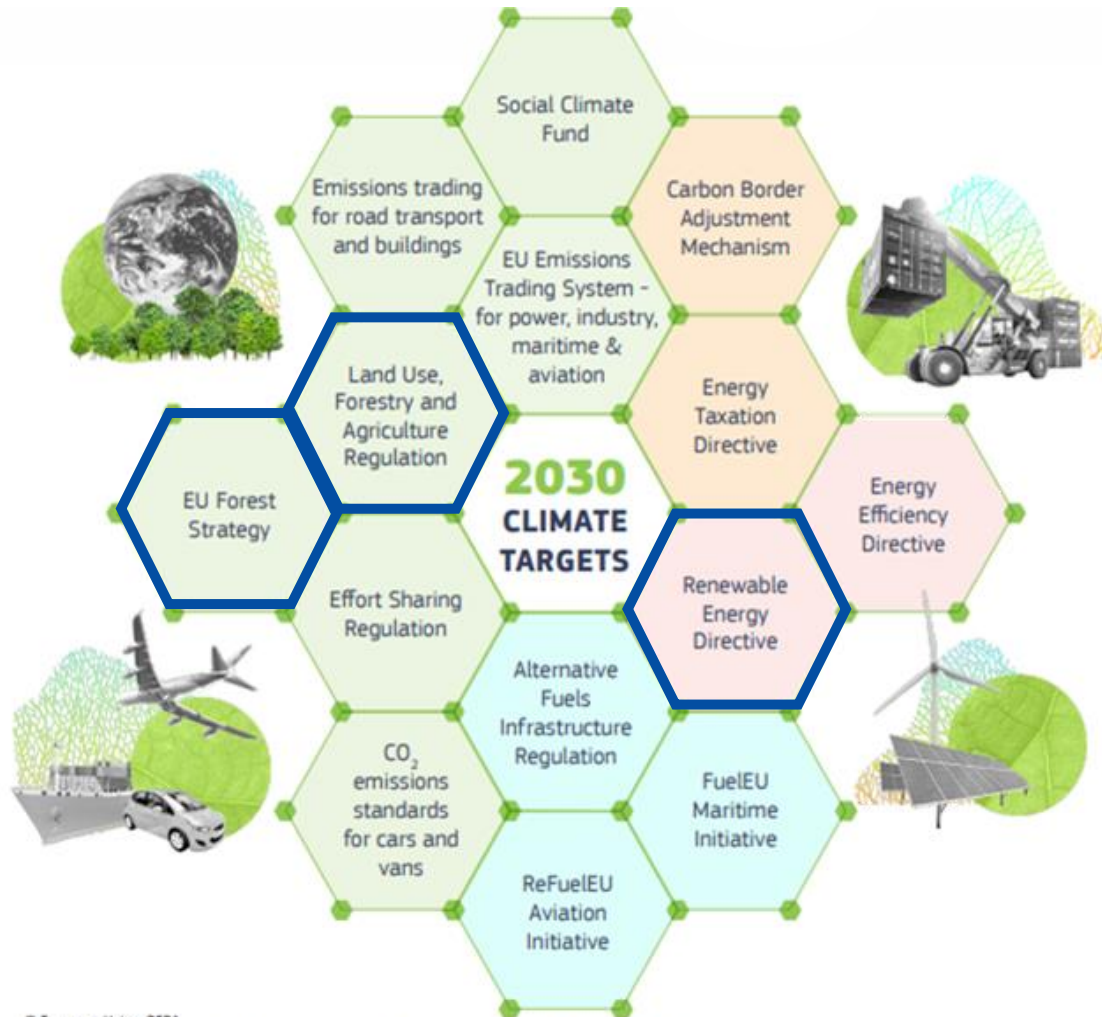 Social Climate
Fund
Emissions trading
for road transport
and buildings
Carbon Border
Adjustment
Mechanism
EU Emissions
Trading System -
for power, industry,
maritime &
aviation
Land Use,
Forestry and
Agriculture
Regulation
Energy
Taxation
Directive
EU Forest
Strategy
2030
CLIMATE
TARGETS
Energy
Efficiency
Directive
Effort Sharing
Regulation
Renewable
Energy
Directive
Alternative
Fuels
Infrastructure
Regulation
CO₂
emissions
standards
for cars and
vans
FuelEU
Maritime
Initiative
ReFuelEU
Aviation
Initiative